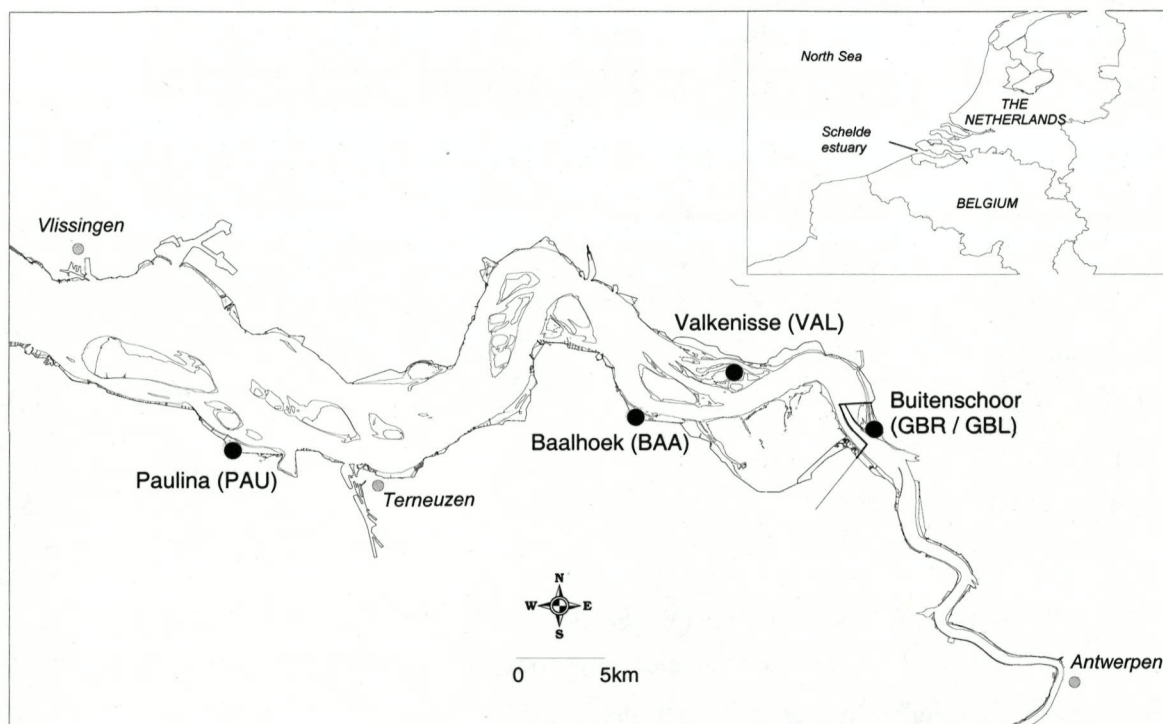 North Sea
THE
NETHERLANDS
Schelde
estuary
BELGIUM
Vlissingen
Valkenisse (VAL)
Buitenschoor
(GBR / GBL)
Baalhoek (BAA)
Paulina (PAU)
Terneuzen
N
W E
S
0 5km
Antwerpen